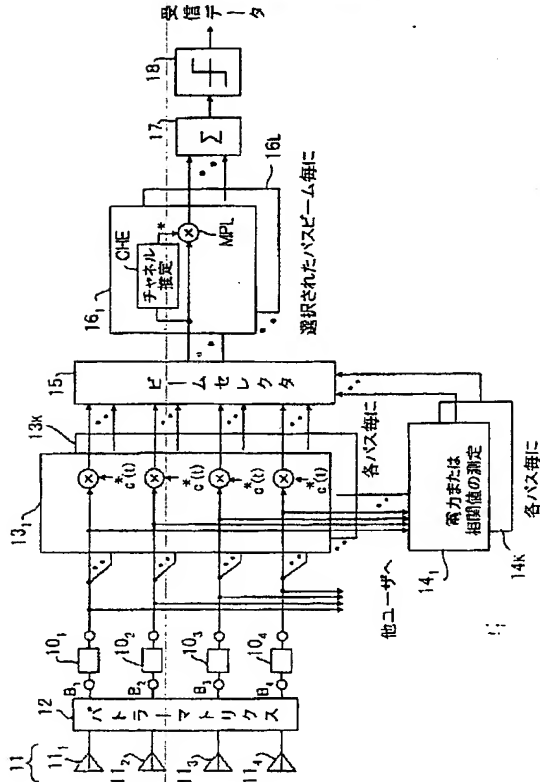 11
11₁
11₂
11₃
11₄
12
バトラーマトリクス
B₁
B₂
B₃
B₄
10₁
10₂
10₃
10₄
他ユーザへ
13₁
13K
×
c*(t)
×
c*(t)
×
c*(t)
×
c*(t)
各パス毎に
14₁
電力または
相関値の測定
14K
各パス毎に
15
ビームセレクタ
16₁
CHE
チャネル
推定
*
×
MPL
16L
選択されたパスビーム毎に
17
Σ
18
受信データ